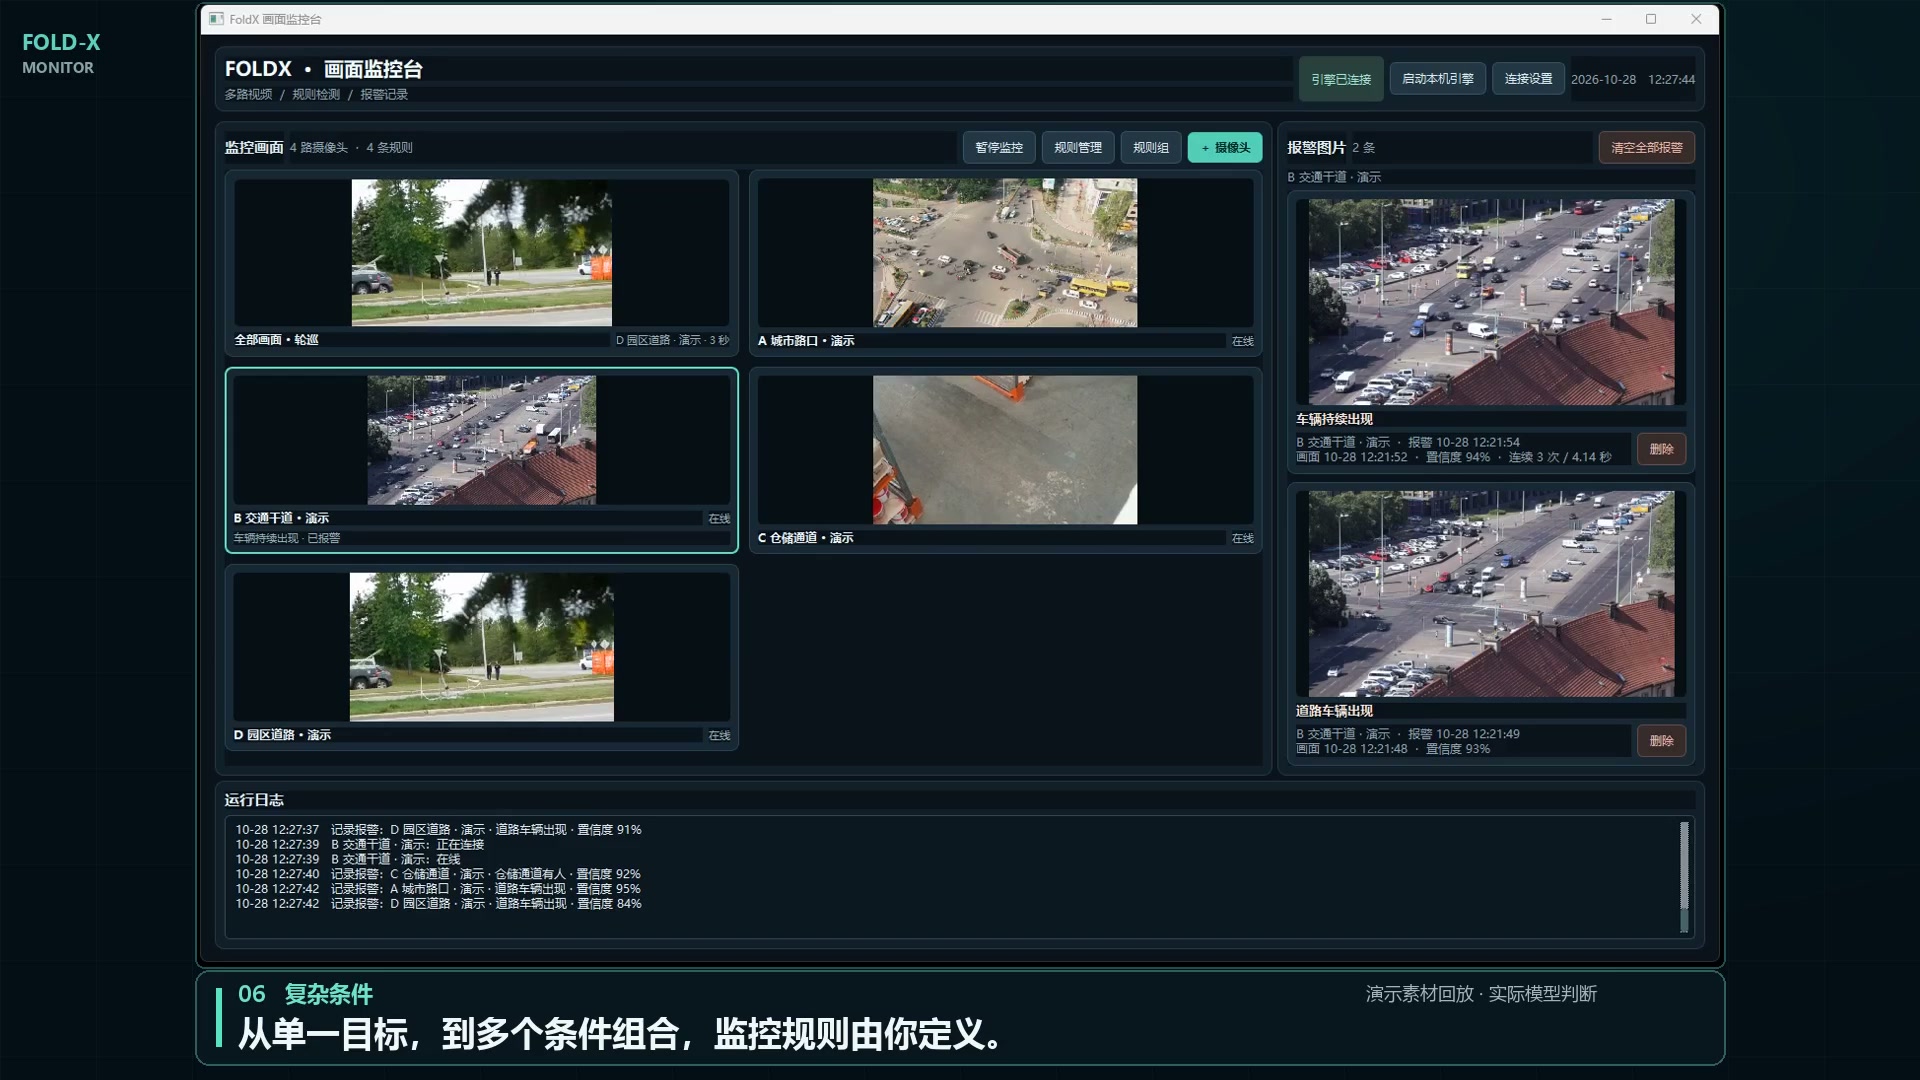 FOLD-X
MONITOR
FoldX 画面监控台
FOLDX • 画面监控台
多路视频 / 规则检测 / 报警记录
引擎已连接
启动本机引擎
连接设置
2026-10-28 12:27:44
监控画面 4 路摄像头 · 4 条规则
暂停监控
规则管理
规则组
+ 摄像头
全部画面 • 轮巡
D 园区道路 · 演示 · 3 秒
A 城市路口 • 演示
在线
B 交通干道 • 演示
在线
车辆持续出现 · 已报警
C 仓储通道 • 演示
在线
D 园区道路 • 演示
在线
报警图片 2 条
清空全部报警
B 交通干道 · 演示
车辆持续出现
B 交通干道 · 演示 · 报警 10-28 12:21:54
画面 10-28 12:21:52 · 置信度 94% · 连续 3 次 / 4.14 秒
删除
道路车辆出现
B 交通干道 · 演示 · 报警 10-28 12:21:49
画面 10-28 12:21:48 · 置信度 93%
删除
运行日志
10-28 12:27:37 记录报警：D 园区道路 · 演示 · 道路车辆出现 · 置信度 91%
10-28 12:27:39 B 交通干道 · 演示：正在连接
10-28 12:27:39 B 交通干道 · 演示：在线
10-28 12:27:40 记录报警：C 仓储通道 · 演示 · 仓储通道有人 · 置信度 92%
10-28 12:27:42 记录报警：A 城市路口 · 演示 · 道路车辆出现 · 置信度 95%
10-28 12:27:42 记录报警：D 园区道路 · 演示 · 道路车辆出现 · 置信度 84%
06 复杂条件
演示素材回放 · 实际模型判断
从单一目标，到多个条件组合，监控规则由你定义。